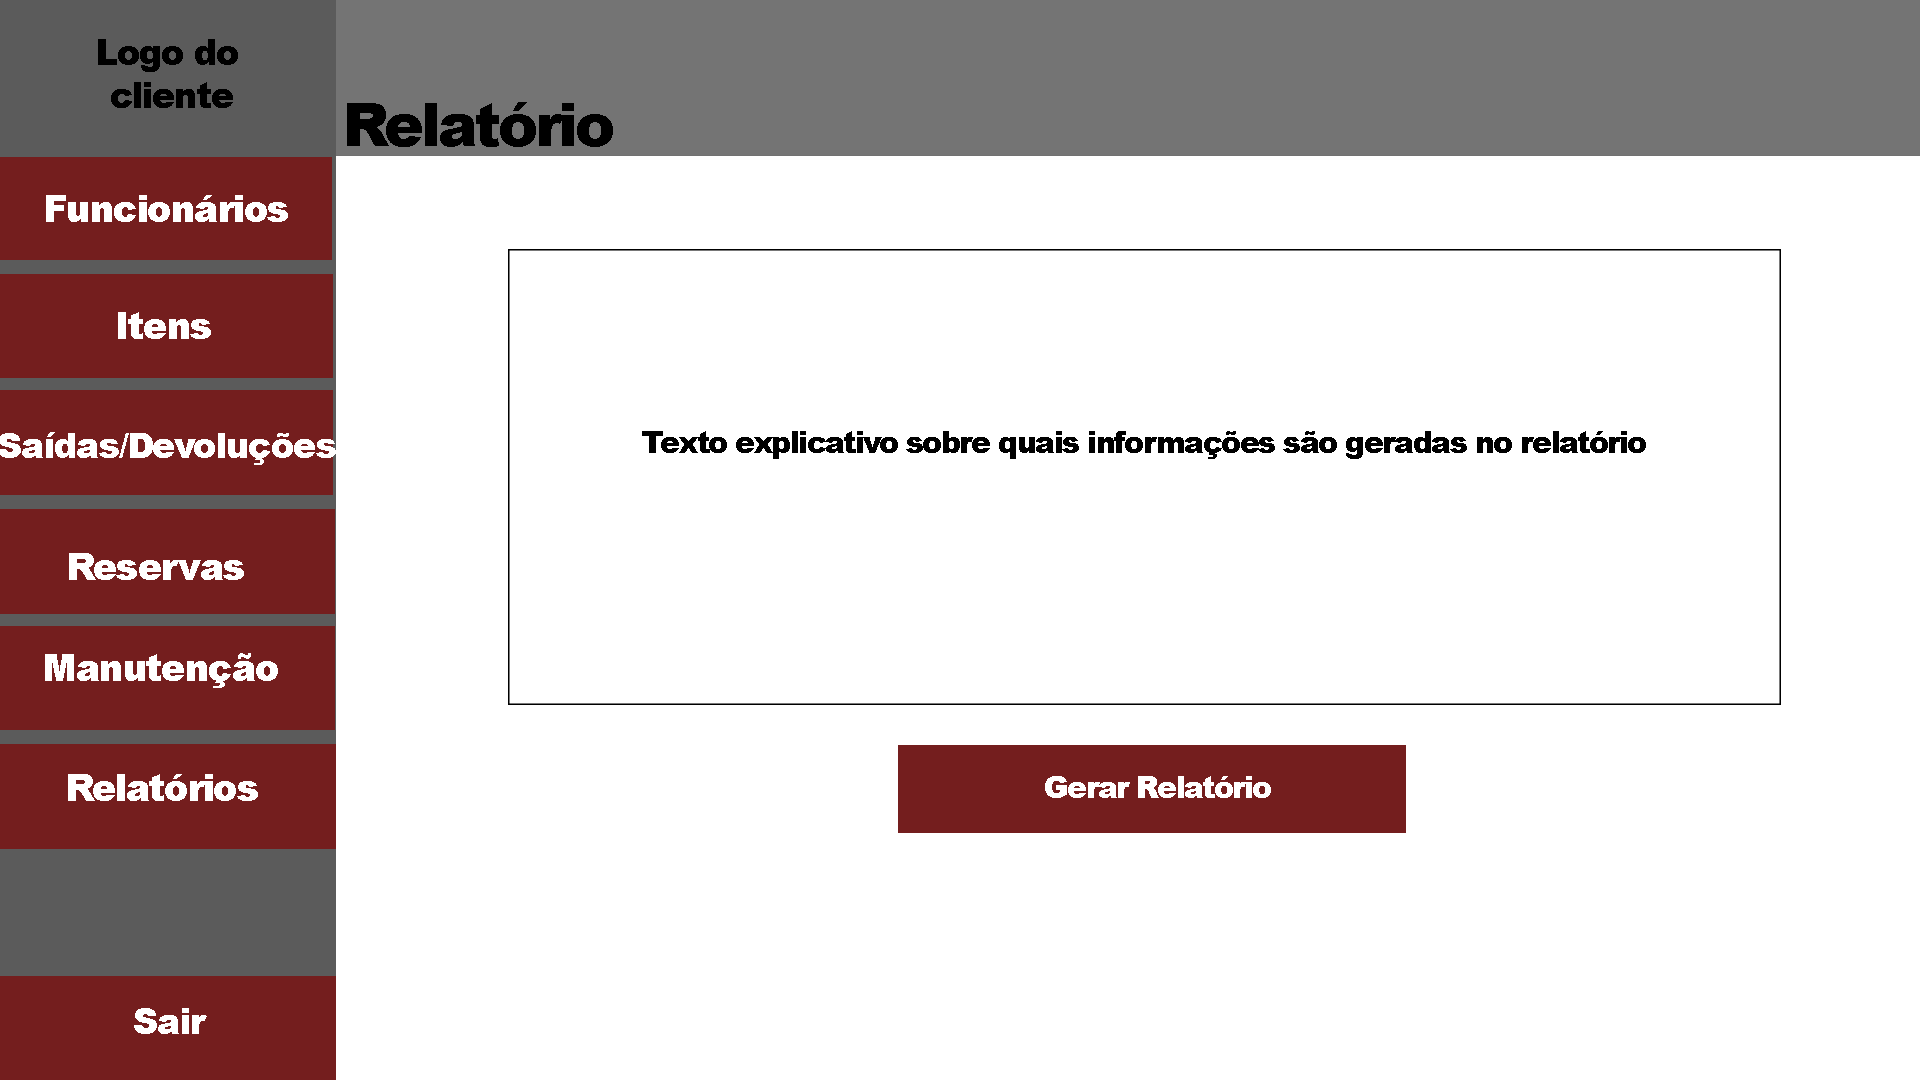 Logo do
cliente
Relatório
Funcionários
Itens
Saídas/Devoluções
Reservas
Manutenção
Relatórios
Sair
Texto explicativo sobre quais informações são geradas no relatório
Gerar Relatório